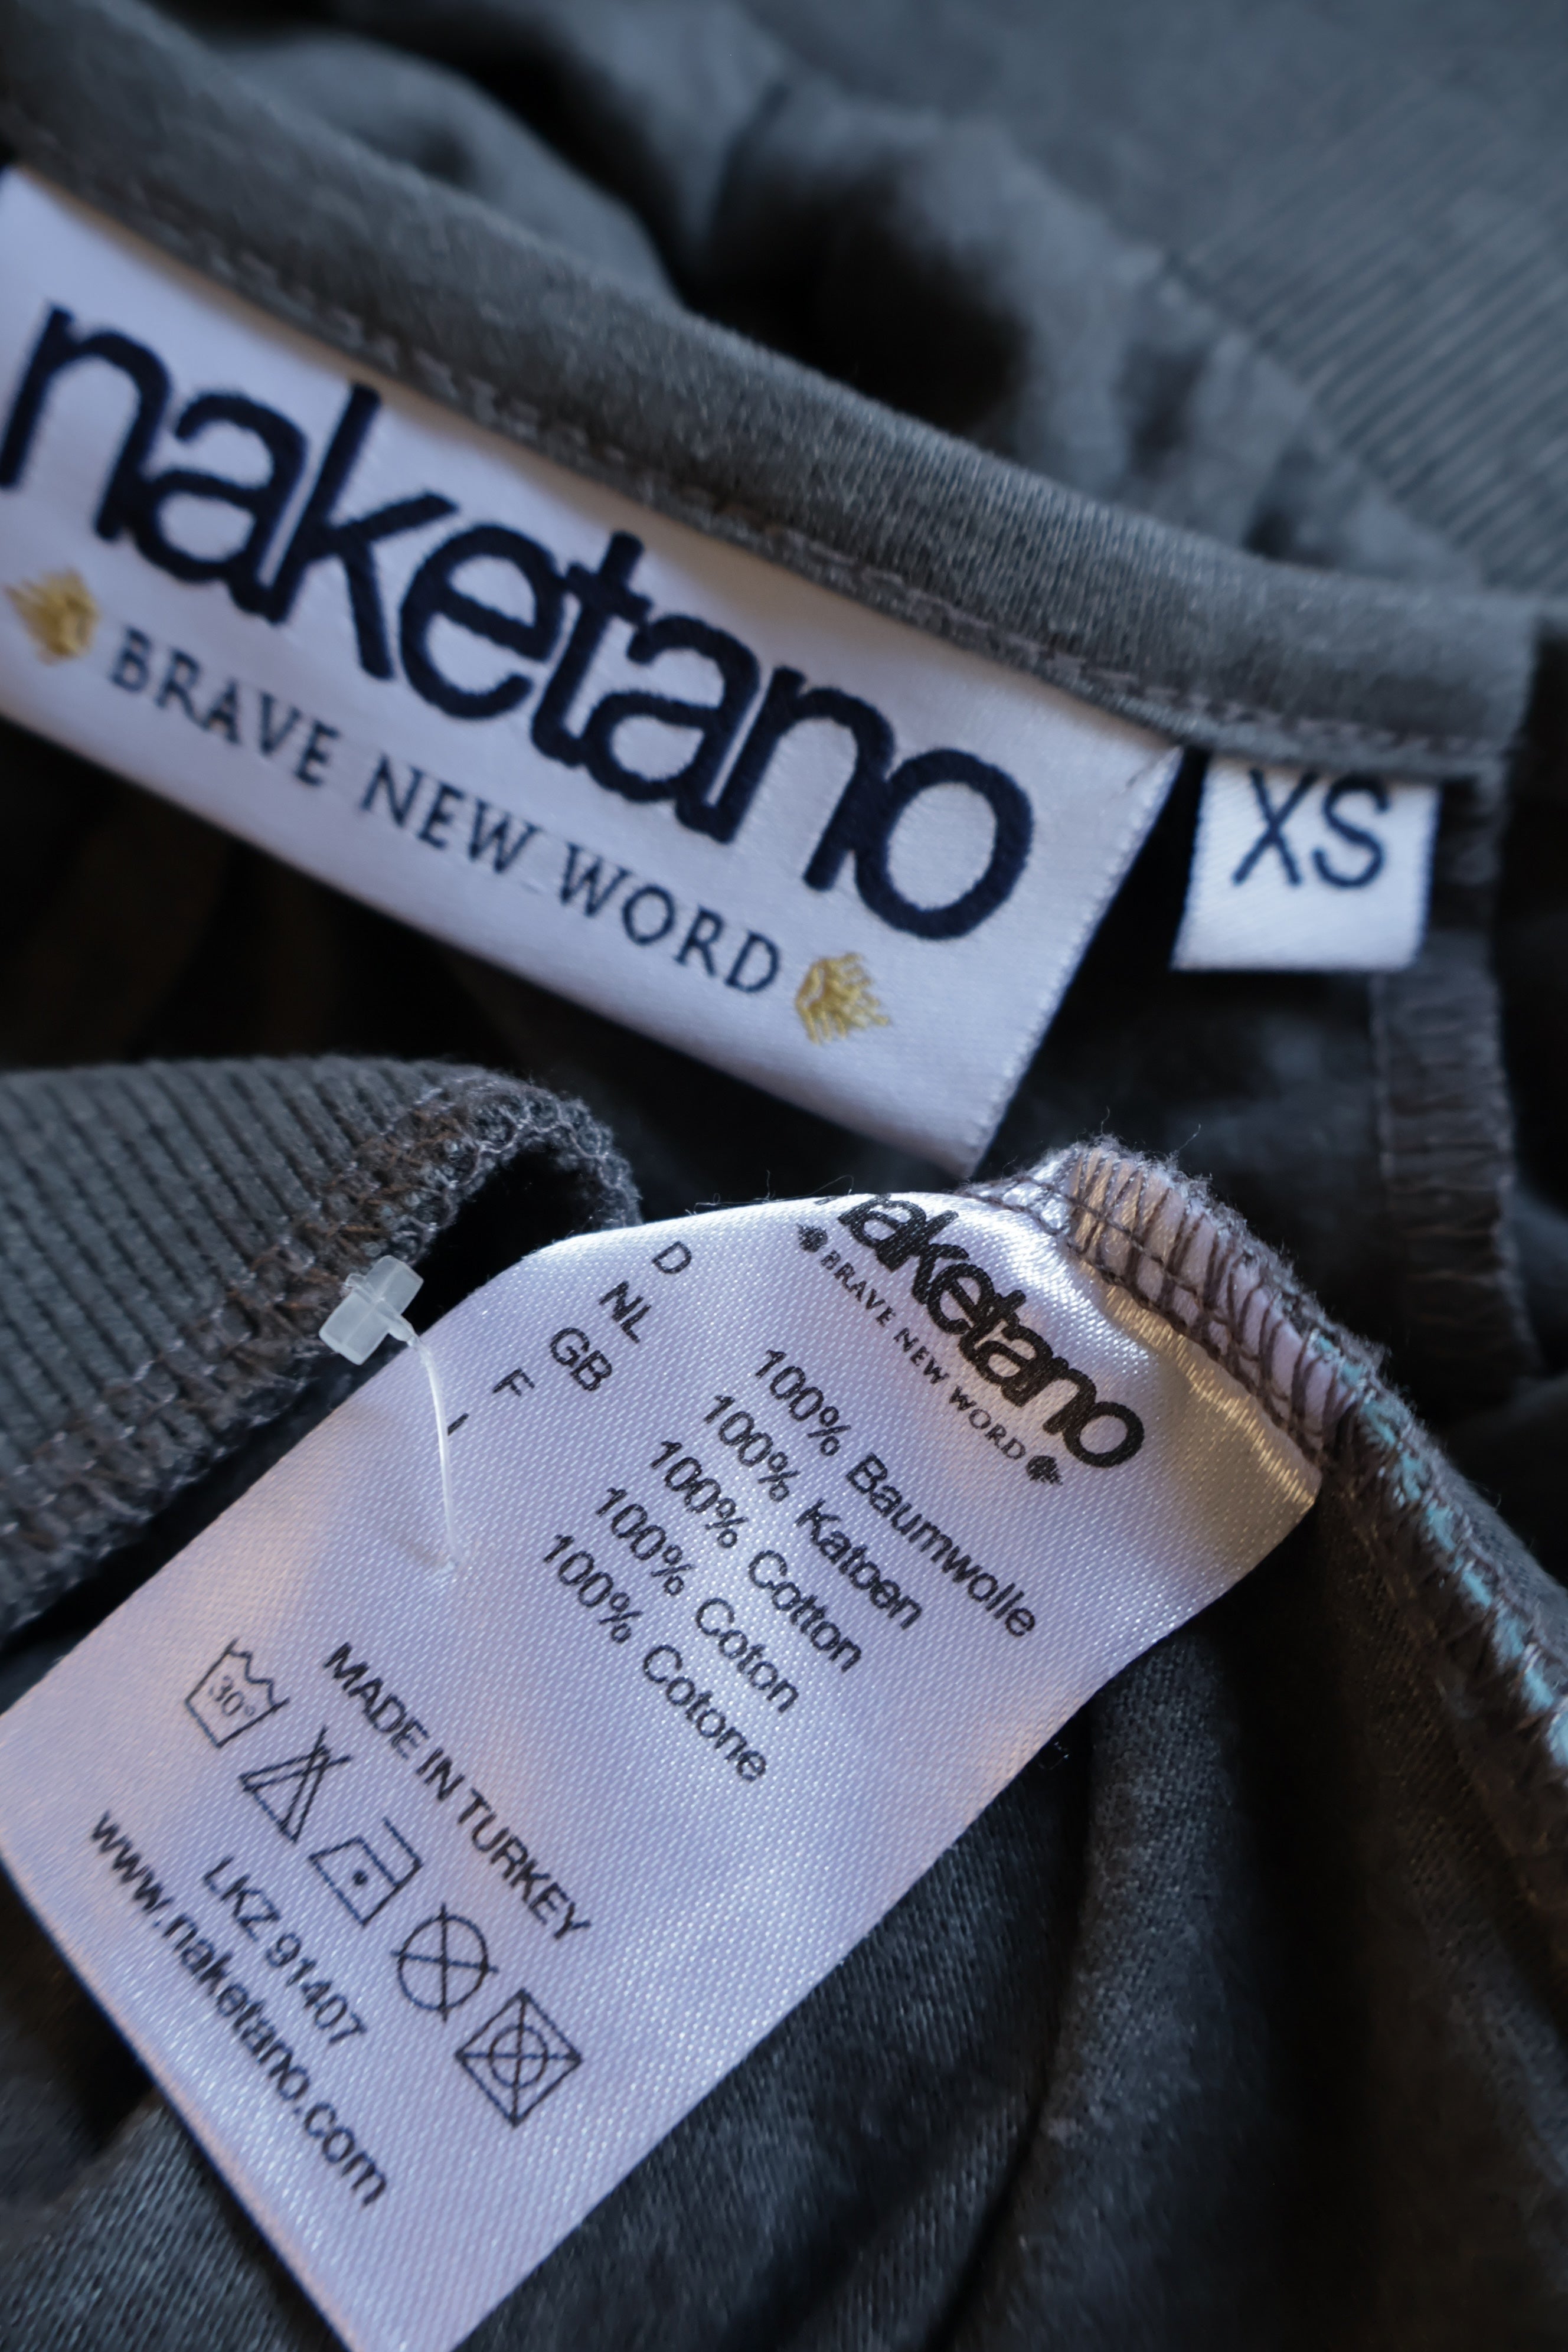 naketano
BRAVE NEW WORD
XS
naketano
BRAVE NEW WORD
D 100% Baumwolle
NL 100% Katoen
GB 100% Cotton
F 100% Coton
I 100% Cotone
MADE IN TURKEY
30°
LKZ 91407
www.naketano.com